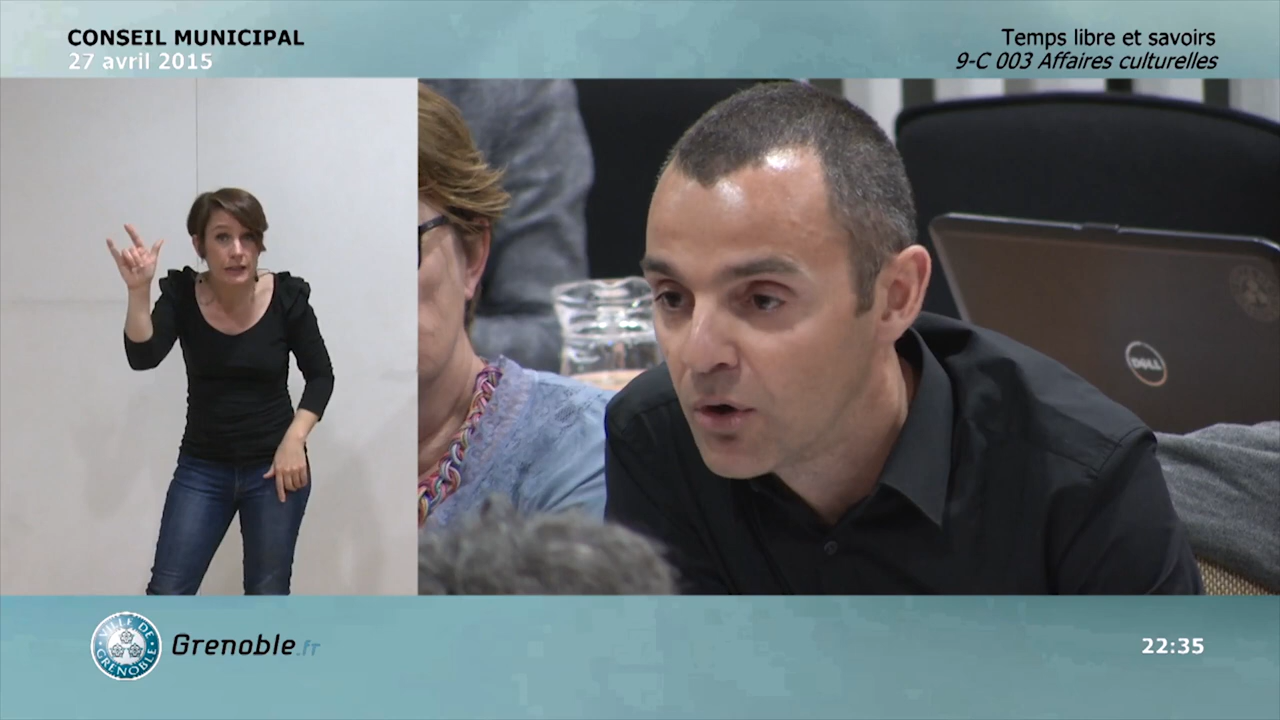 CONSEIL MUNICIPAL
27 avril 2015
Temps libre et savoirs
9-C 003 Affaires culturelles
DELL
VILLE DE GRENOBLE
Grenoble.fr
22:35